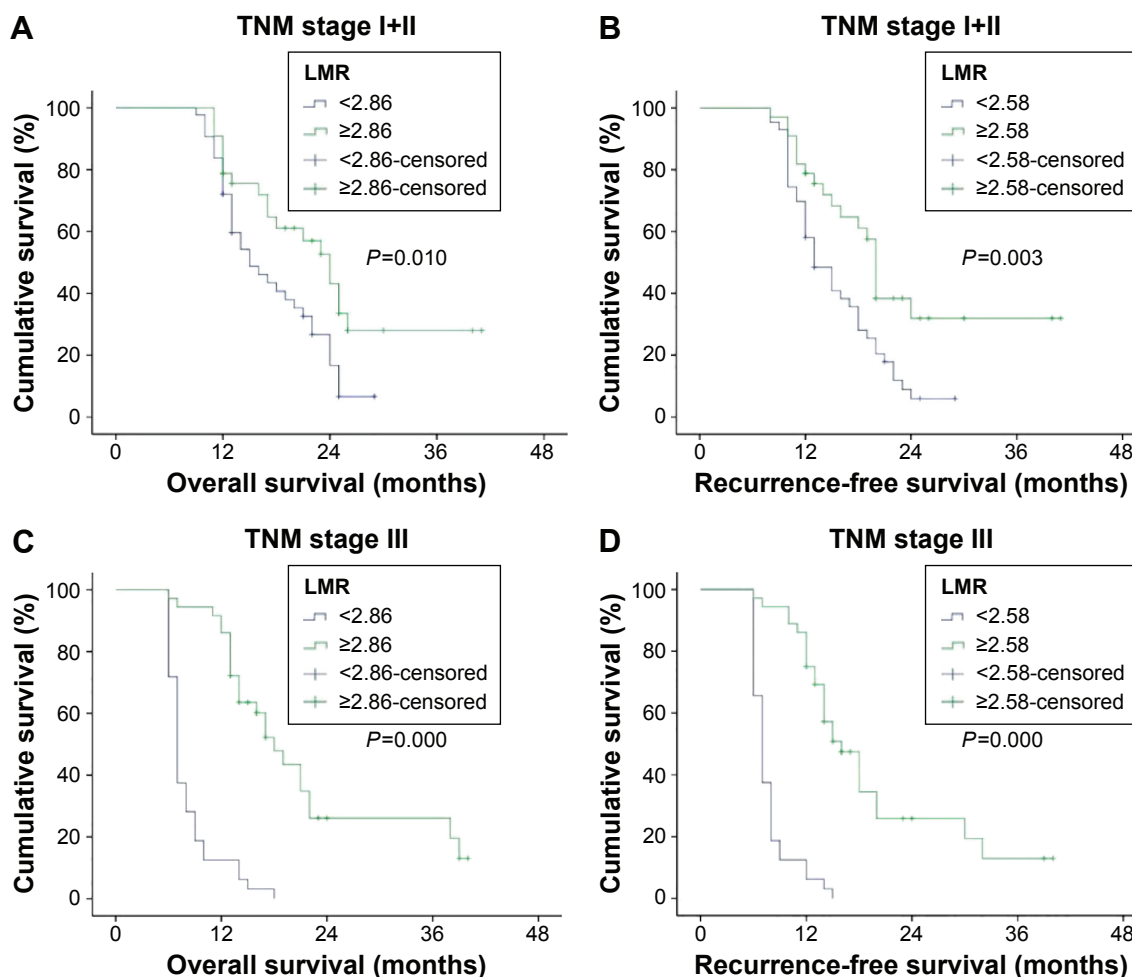 A
TNM stage I+II
LMR
<2.86
≥2.86
<2.86-censored
≥2.86-censored
P=0.010
Cumulative survival (%)
100
80
60
40
20
0
0 12 24 36 48
Overall survival (months)
B
TNM stage I+II
LMR
<2.58
≥2.58
<2.58-censored
≥2.58-censored
P=0.003
Cumulative survival (%)
100
80
60
40
20
0
0 12 24 36 48
Recurrence-free survival (months)
C
TNM stage III
LMR
<2.86
≥2.86
<2.86-censored
≥2.86-censored
P=0.000
Cumulative survival (%)
100
80
60
40
20
0
0 12 24 36 48
Overall survival (months)
D
TNM stage III
LMR
<2.58
≥2.58
<2.58-censored
≥2.58-censored
P=0.000
Cumulative survival (%)
100
80
60
40
20
0
0 12 24 36 48
Recurrence-free survival (months)